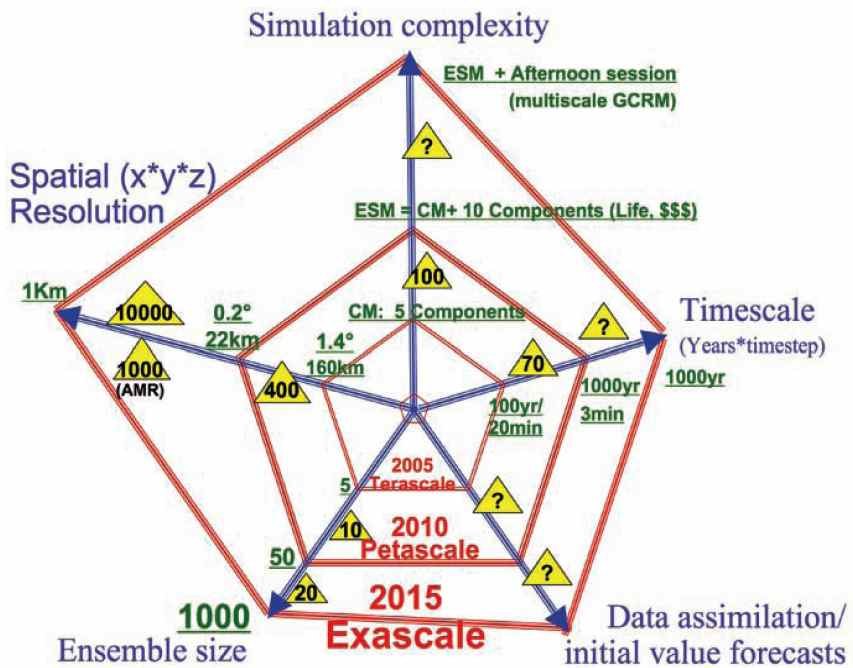 Simulation complexity
ESM + Afternoon session
(multiscale GCRM)
?
Spatial (x*y*z)
Resolution
ESM = CM+ 10 Components (Life, $$$)
100
1Km
10000
0.2°
22km
CM: 5 Components
?
Timescale
(Years*timestep)
1.4°
160km
70
1000
(AMR)
400
1000yr
3min
1000yr
100yr/
20min
2005
Terascale
5
?
10
2010
Petascale
50
?
20
2015
Exascale
1000
Ensemble size
Data assimilation/
initial value forecasts